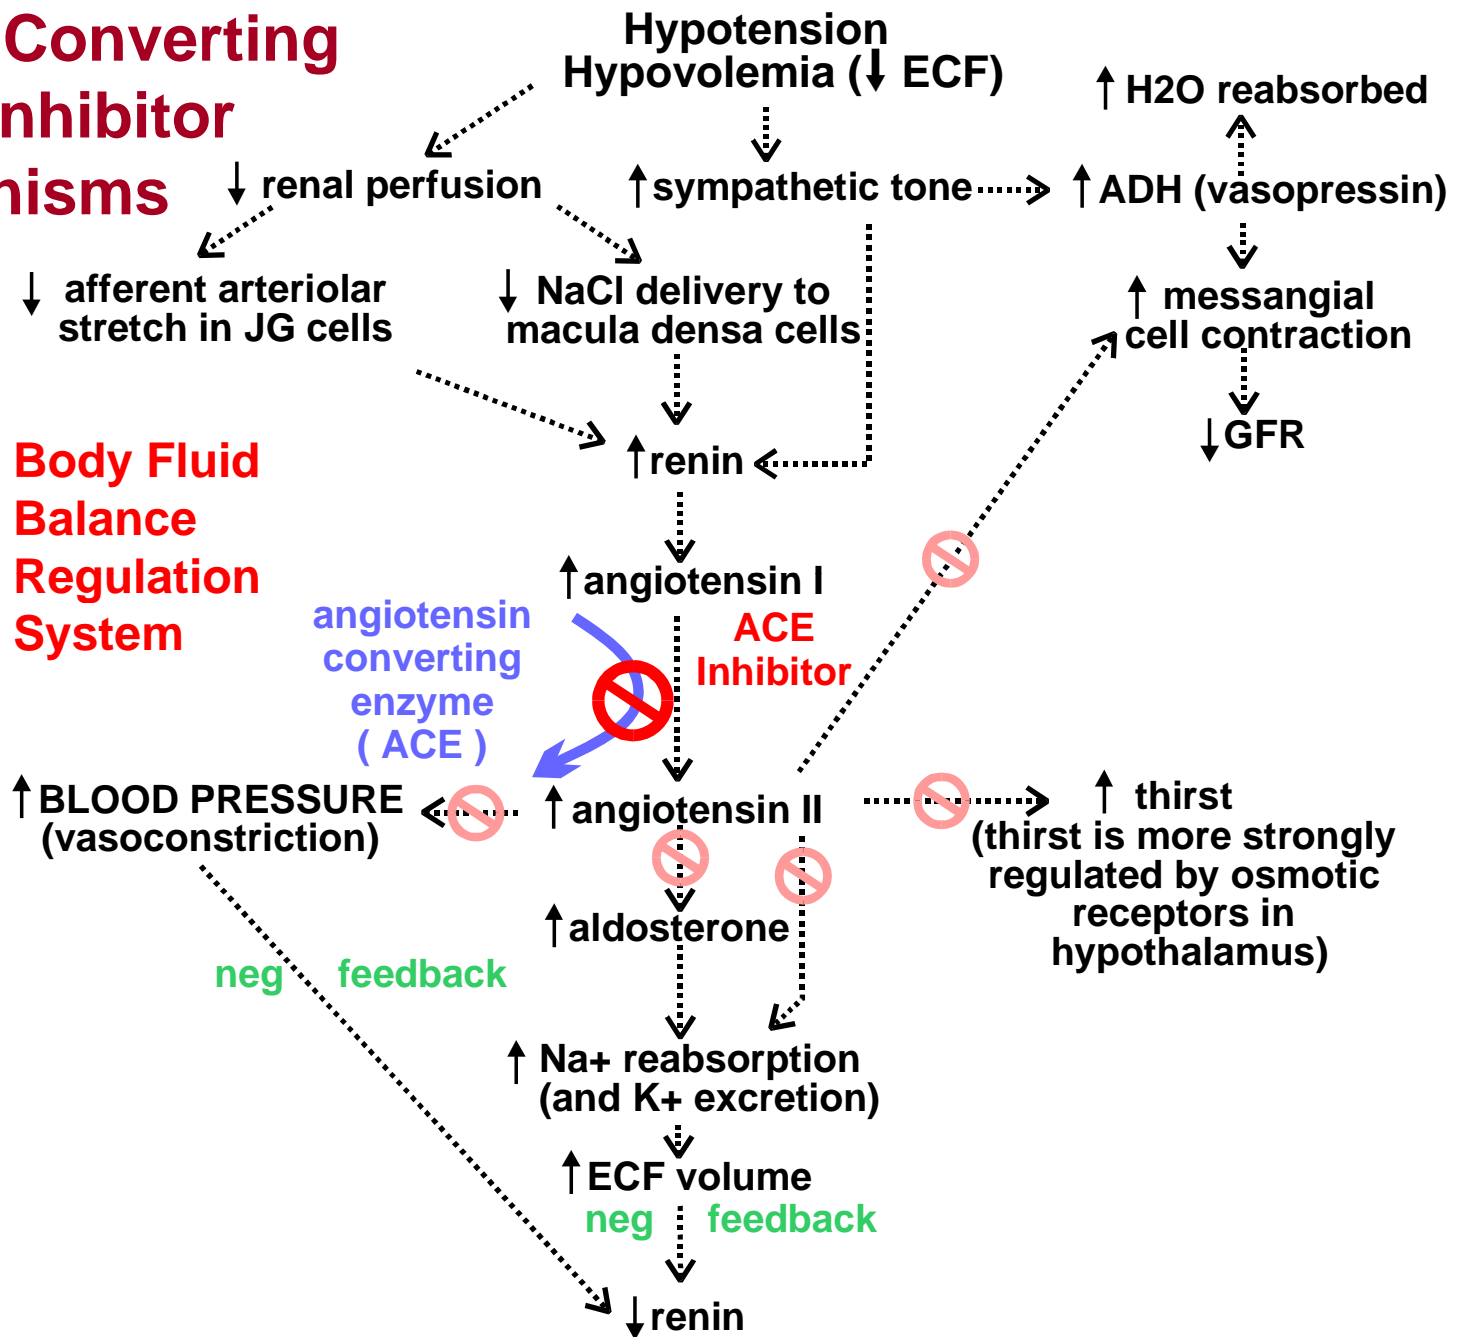 Converting
nhibitor
nisms
Hypotension
Hypovolemia (↓ ECF)
↑ H2O reabsorbed
↓ renal perfusion
↑ sympathetic tone
↑ ADH (vasopressin)
↓ afferent arteriolar
stretch in JG cells
↓ NaCl delivery to
macula densa cells
↑ messangial
cell contraction
↓ GFR
↑ renin
Body Fluid
Balance
Regulation
System
↑ angiotensin I
angiotensin
converting
enzyme
( ACE )
ACE
Inhibitor
↑ BLOOD PRESSURE
(vasoconstriction)
↑ angiotensin II
↑ thirst
(thirst is more strongly
regulated by osmotic
receptors in
hypothalamus)
↑ aldosterone
neg feedback
↑ Na+ reabsorption
(and K+ excretion)
↑ ECF volume
neg feedback
↓ renin